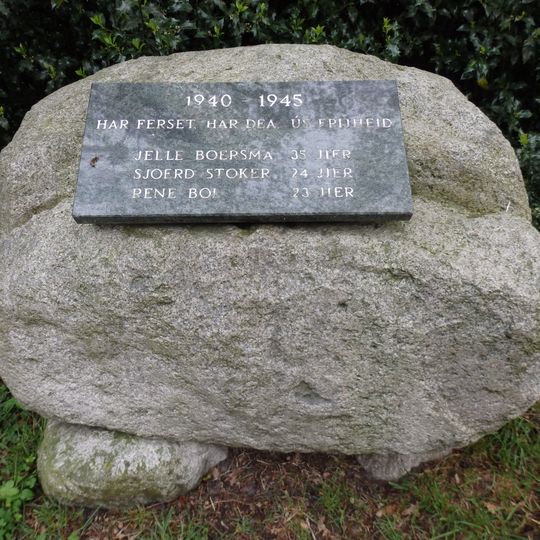 1940 1945
HAR FERSET, HAR DEA, ÚS FRIJHEID
JELLE BOERSMA 35 JIER
SJOERD STOKER 24 JIER
RENE 23 JIER